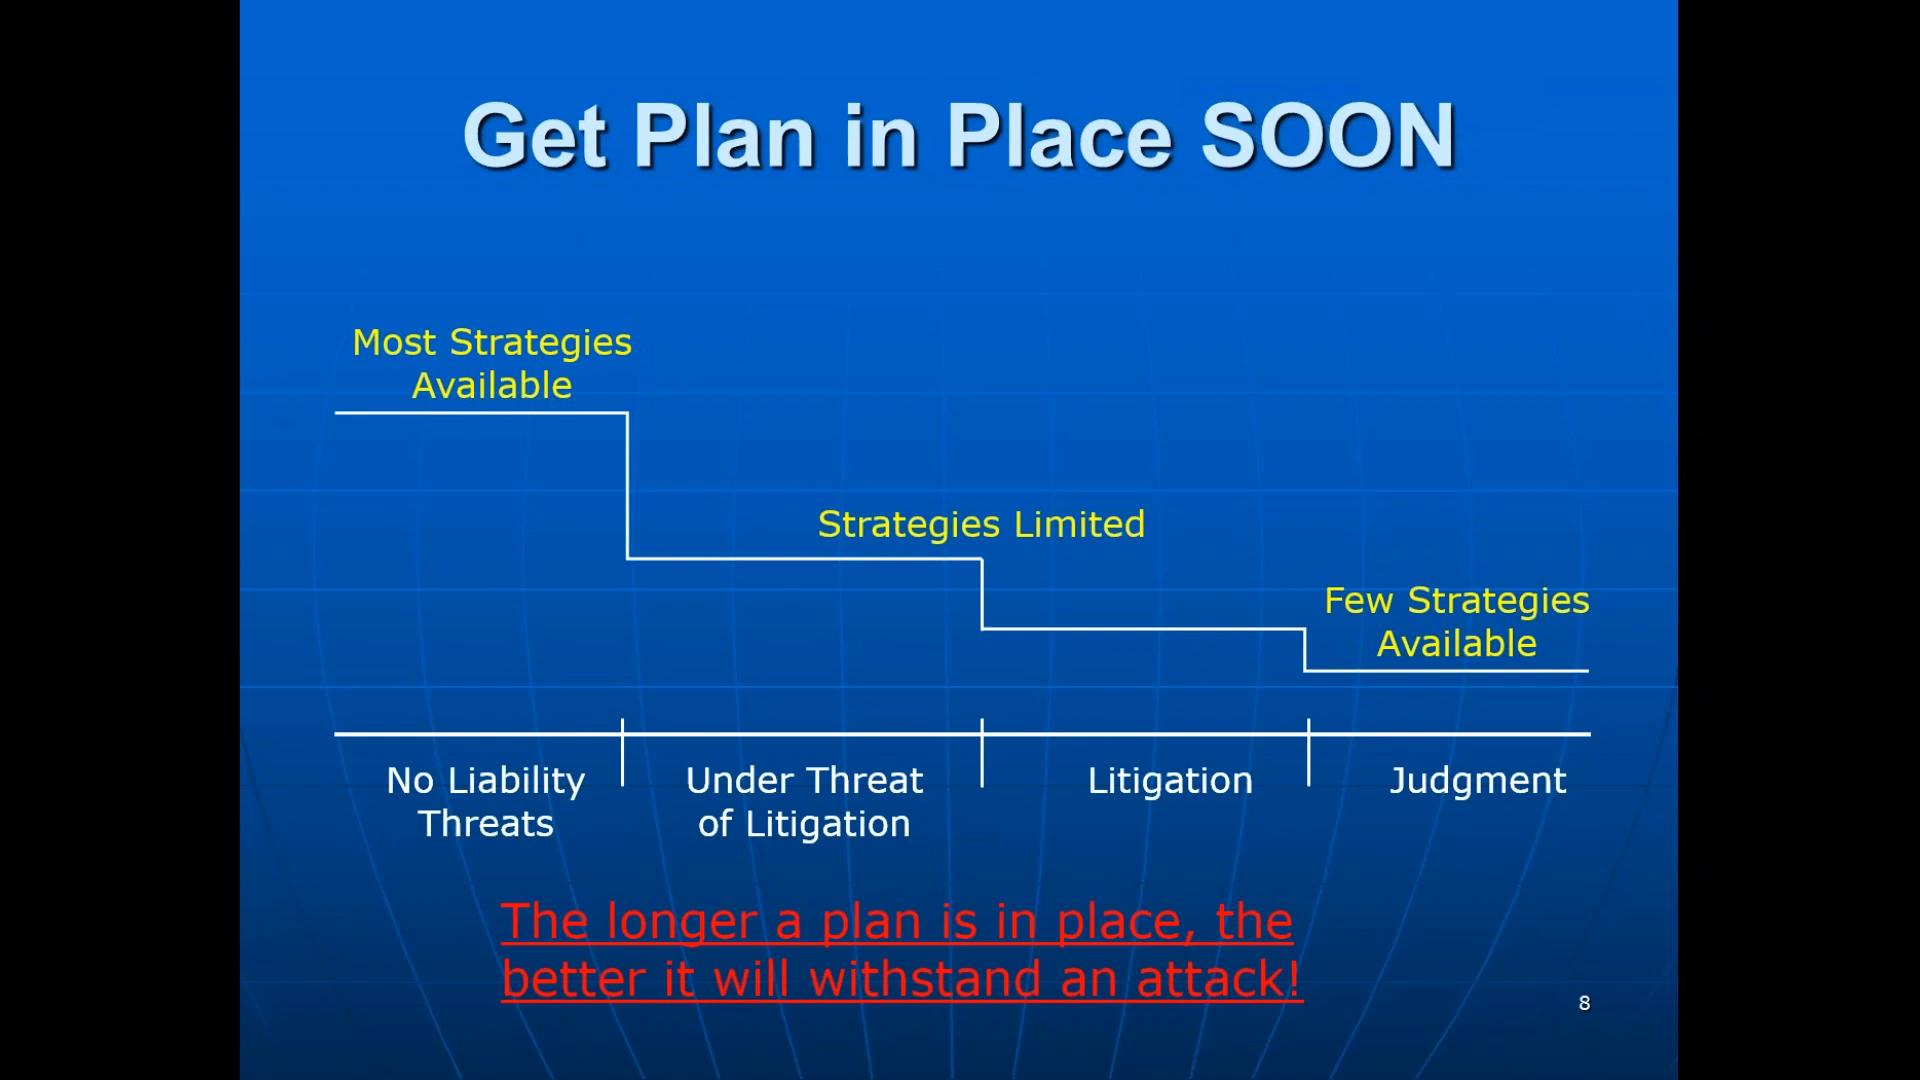 Get Plan in Place SOON
Most Strategies
Available
Strategies Limited
Few Strategies
Available
No Liability
Threats
Under Threat
of Litigation
Litigation
Judgment
The longer a plan is in place, the
better it will withstand an attack!
8